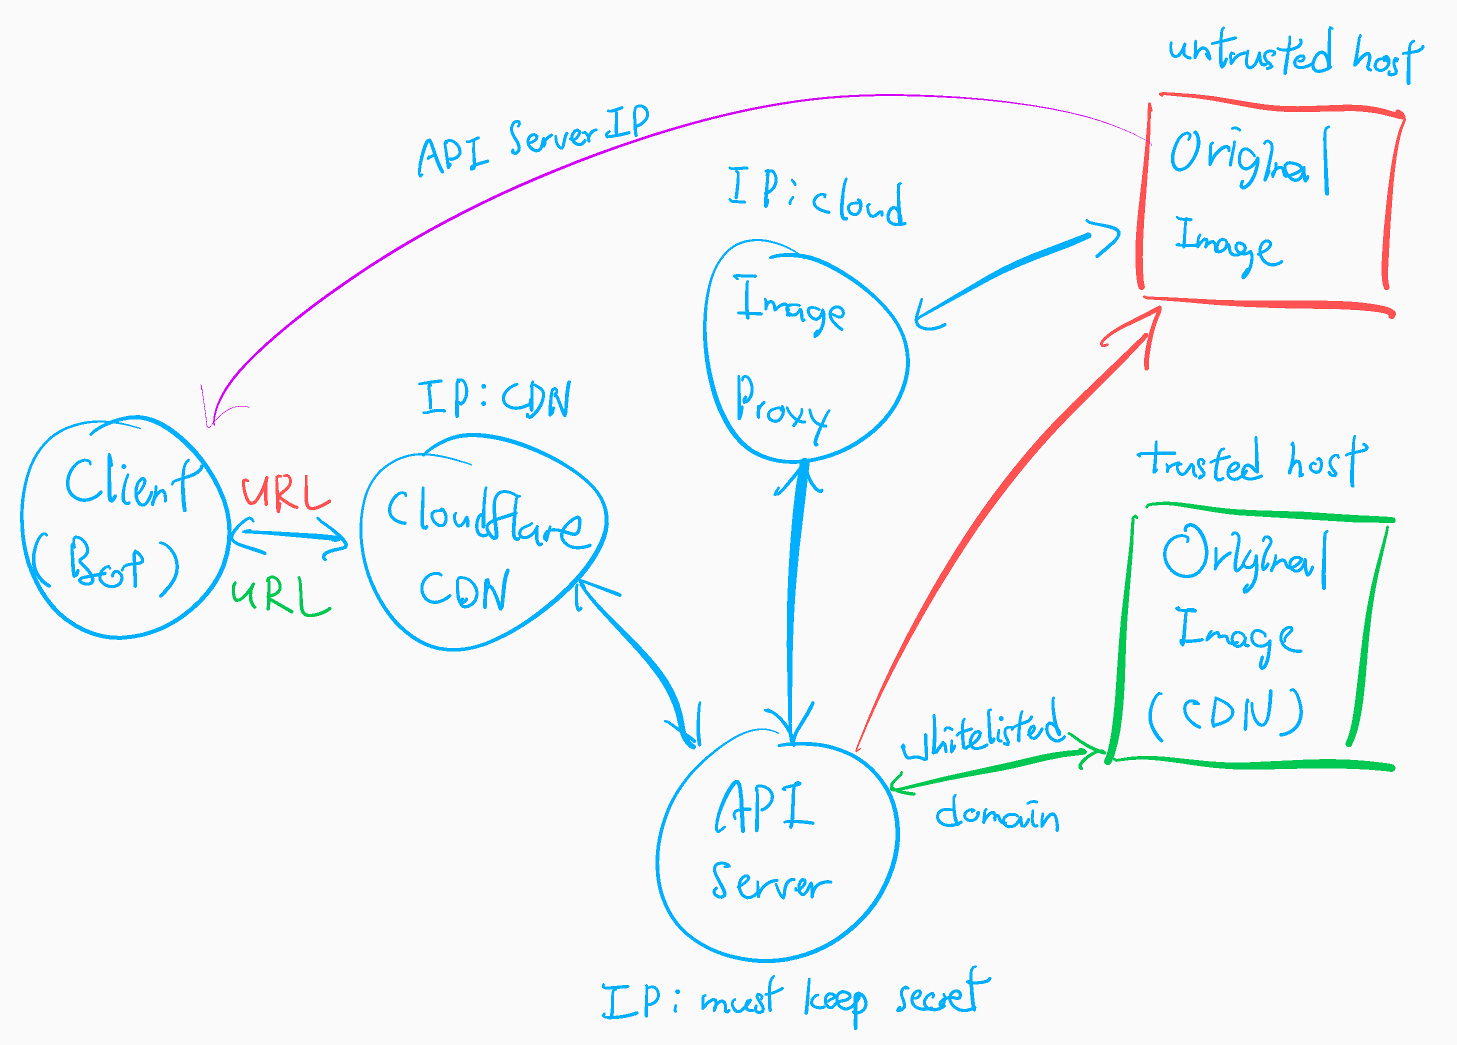 untrusted host
API Server IP
Original
Image
IP: cloud
Image
Proxy
IP: CDN
Client
(Bot)
URL
URL
Cloudflare
CDN
trusted host
Original
Image
(CDN)
whitelisted
domain
API
Server
IP: must keep secret